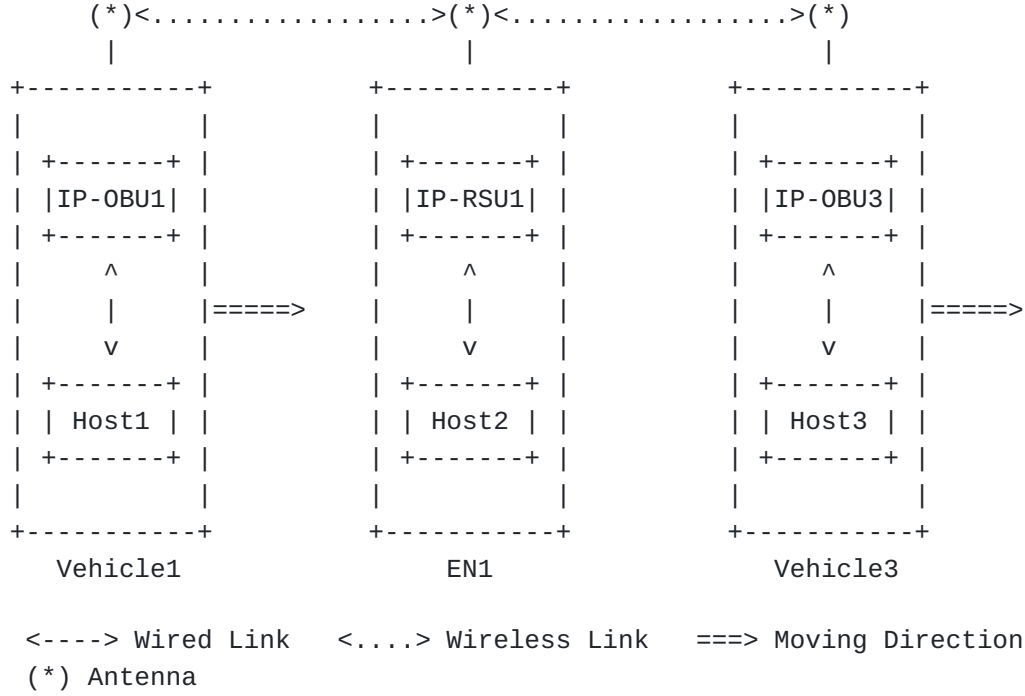 (*)<..................>(*)<..................>(*)
      |                      |                      |
+-----------+          +-----------+          +-----------+
|           |          |           |          |           |
| +-------+ |          | +-------+ |          | +-------+ |
| |IP-OBU1| |          | |IP-RSU1| |          | |IP-OBU3| |
| +-------+ |          | +-------+ |          | +-------+ |
|     ^     |          |     ^     |          |     ^     |
|     |     |=====>    |     |     |          |     |     |=====>
|     v     |          |     v     |          |     v     |
| +-------+ |          | +-------+ |          | +-------+ |
| | Host1 | |          | | Host2 | |          | | Host3 | |
| +-------+ |          | +-------+ |          | +-------+ |
|           |          |           |          |           |
+-----------+          +-----------+          +-----------+
   Vehicle1                 EN1                  Vehicle3

 <----> Wired Link   <....> Wireless Link   ===> Moving Direction
 (*) Antenna